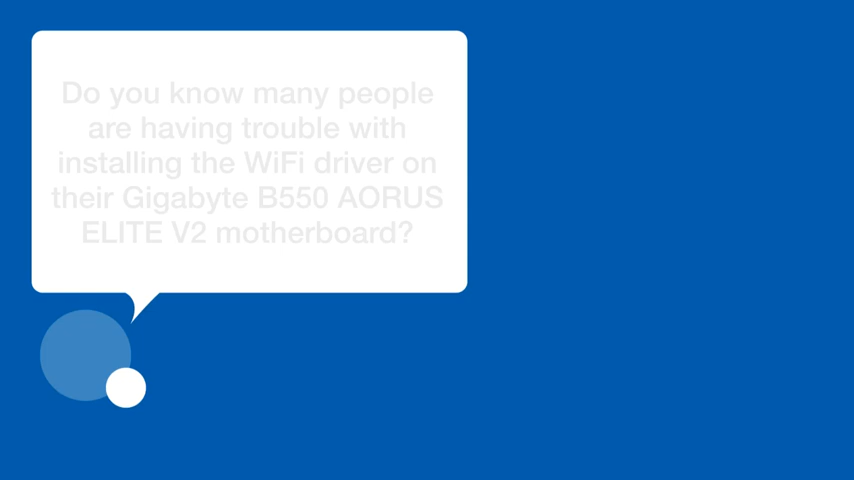 Do you know many people
are having trouble with
installing the WiFi driver on
their Gigabyte B550 AORUS
ELITE V2 motherboard?